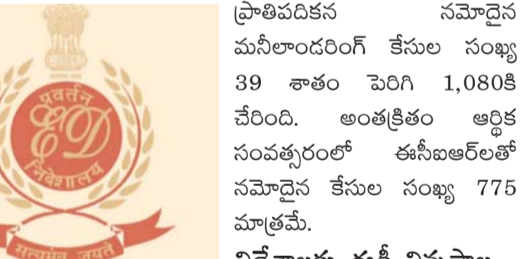 प्रवर्तन
ED
निदेशालय
सत्यमेव जयते
ప్రాతిపదికన నమోదైన
మనీలాండరింగ్ కేసుల సంఖ్య
39 శాతం పెరిగి 1,080కి
చేరింది. అంతక్రితం ఆర్థిక
సంవత్సరంలో ఈసీఐఆర్‌లతో
నమోదైన కేసుల సంఖ్య 775
మాత్రమే.